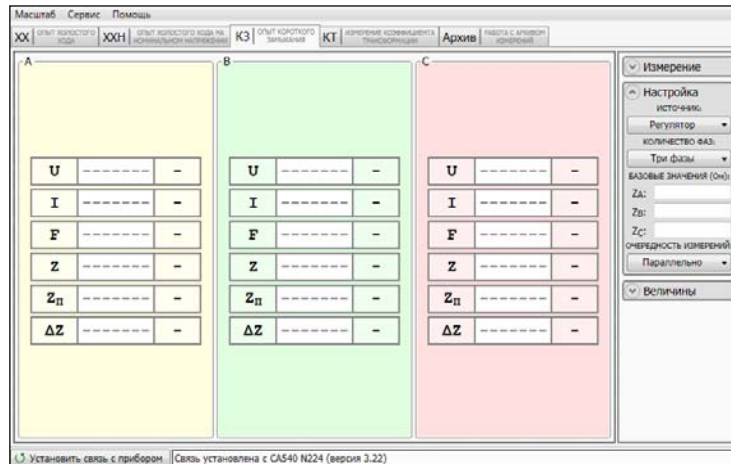 Масштаб Сервис Помощь
ХХ ОПЫТ ХОЛОСТОГО ХОДА ХХН ОПЫТ ХОЛОСТОГО ХОДА НА НОМИНАЛЬНОМ НАПРЯЖЕНИИ КЗ ОПЫТ КОРОТКОГО ЗАМЫКАНИЯ КТ ИЗМЕРЕНИЕ КОЭФФИЦИЕНТА ТРАНСФОРМАЦИИ Архив РАБОТА С АРХИВОМ ИЗМЕРЕНИЙ
A B C
U ------- – U ------- – U ------- –
I ------- – I ------- – I ------- –
F ------- – F ------- – F ------- –
Z ------- – Z ------- – Z ------- –
Zп ------- – Zп ------- – Zп ------- –
ΔZ ------- – ΔZ ------- – ΔZ ------- –
Измерение
Настройка
ИСТОЧНИК:
Регулятор
КОЛИЧЕСТВО ФАЗ:
Три фазы
БАЗОВЫЕ ЗНАЧЕНИЯ (Ом):
ZA:
ZB:
ZC:
ОЧЕРЕДНОСТЬ ИЗМЕРЕНИЙ:
Параллельно
Величины
Установить связь с прибором Связь установлена с СА540 N224 (версия 3.22)